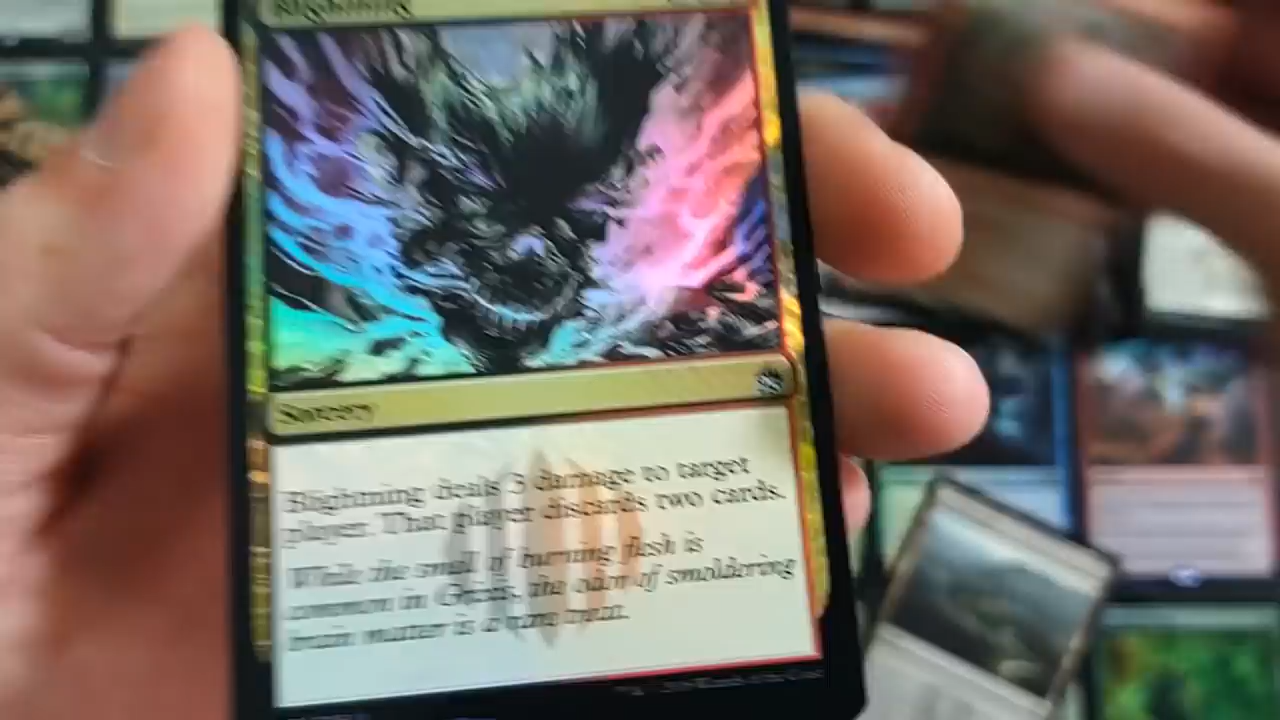 Blightning
Sorcery
Blightning deals 3 damage to target
player. That player discards two cards.
While the smell of burning flesh is
common in Grixis, the odor of smoldering
brain matter is a rare treat.